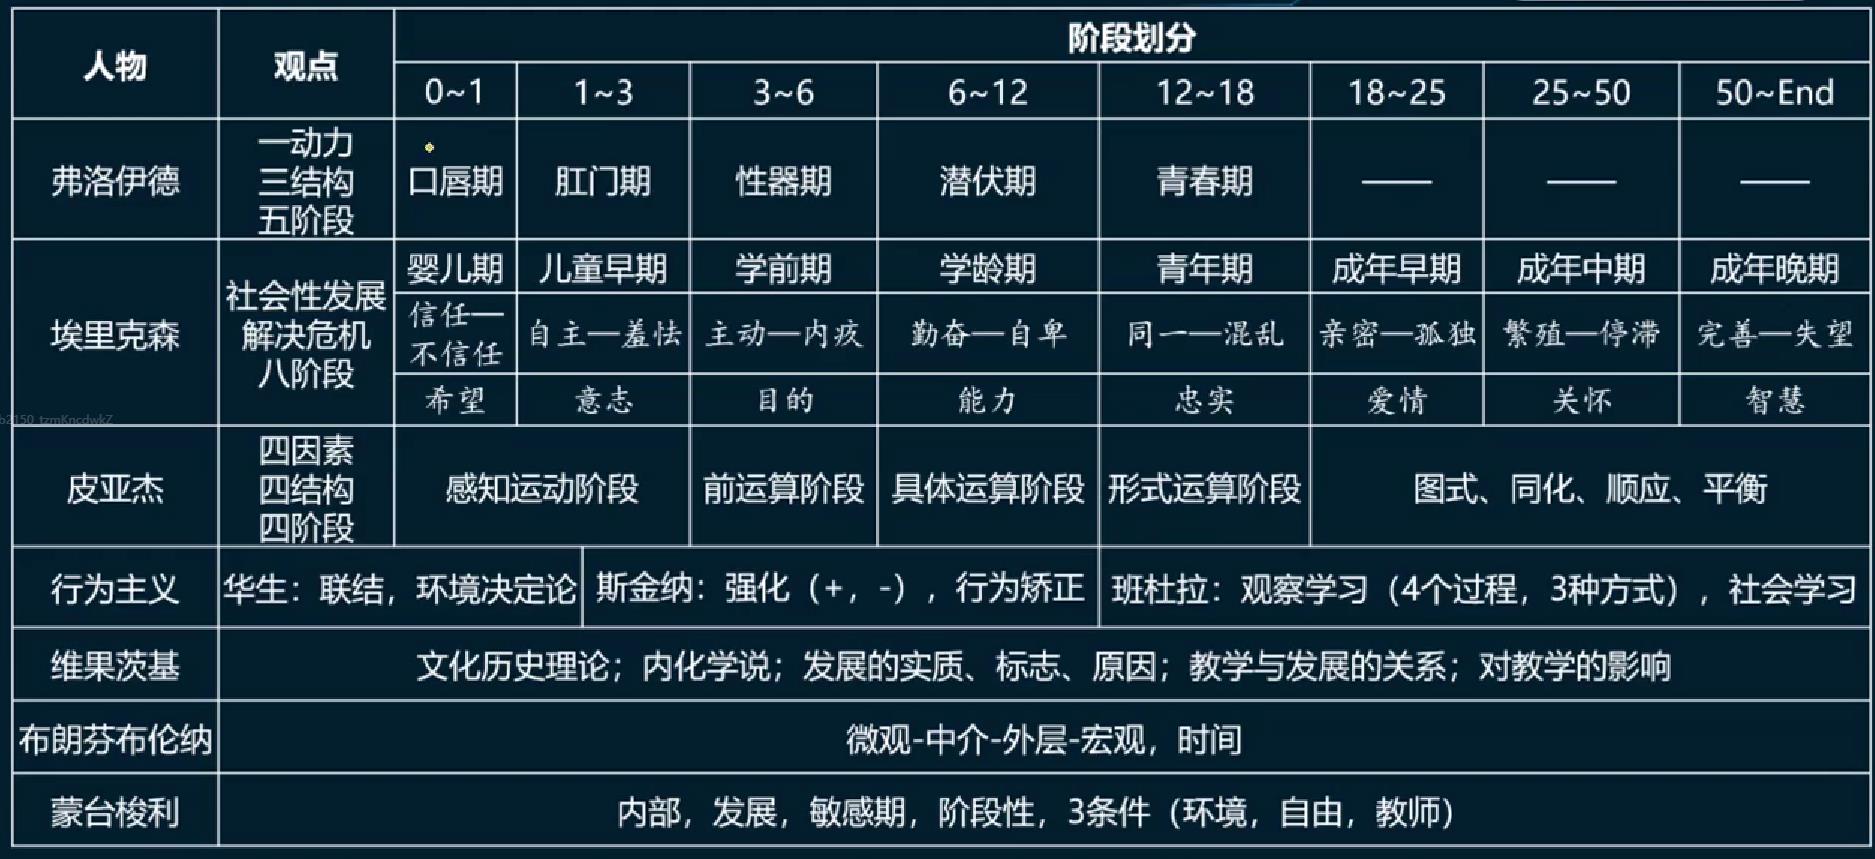 人物 观点 阶段划分
0~1 1~3 3~6 6~12 12~18 18~25 25~50 50~End
弗洛伊德
一动力
三结构
五阶段
口唇期 肛门期 性器期 潜伏期 青春期 —— —— ——
埃里克森
社会性发展
解决危机
八阶段
婴儿期 儿童早期 学前期 学龄期 青年期 成年早期 成年中期 成年晚期
信任—
不信任
自主—羞怯 主动—内疚 勤奋—自卑 同一—混乱 亲密—孤独 繁殖—停滞 完善—失望
希望 意志 目的 能力 忠实 爱情 关怀 智慧
皮亚杰
四因素
四结构
四阶段
感知运动阶段 前运算阶段 具体运算阶段 形式运算阶段 图式、同化、顺应、平衡
行为主义 华生：联结，环境决定论 斯金纳：强化（+，-），行为矫正 班杜拉：观察学习（4个过程，3种方式），社会学习
维果茨基 文化历史理论；内化学说；发展的实质、标志、原因；教学与发展的关系；对教学的影响
布朗芬布伦纳 微观-中介-外层-宏观，时间
蒙台梭利 内部，发展，敏感期，阶段性，3条件（环境，自由，教师）